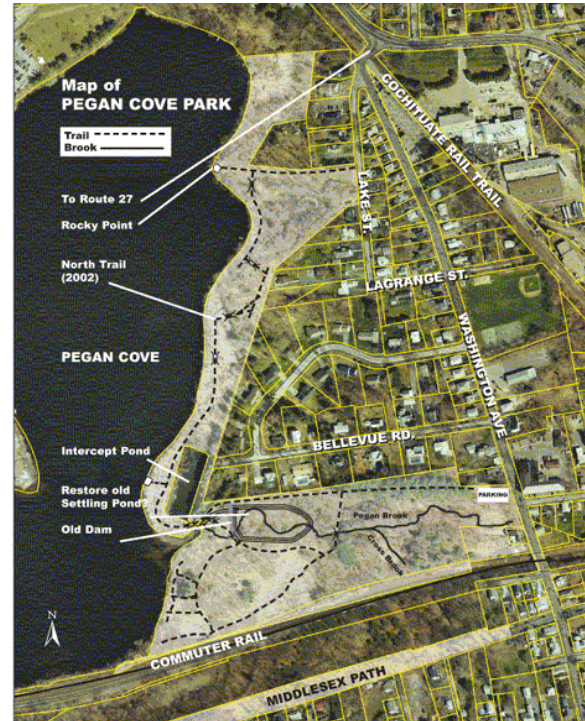 Map of
PEGAN COVE PARK
Trail
Brook
To Route 27
Rocky Point
North Trail
(2002)
PEGAN COVE
Intercept Pond
Restore old
Settling Pond?
Old Dam
N
COCHITUATE RAIL TRAIL
LAKE ST.
LAGRANGE ST.
WASHINGTON AVE
BELLEVUE RD.
PARKING
Pegan Brook
Cross Brook
COMMUTER RAIL
MIDDLESEX PATH